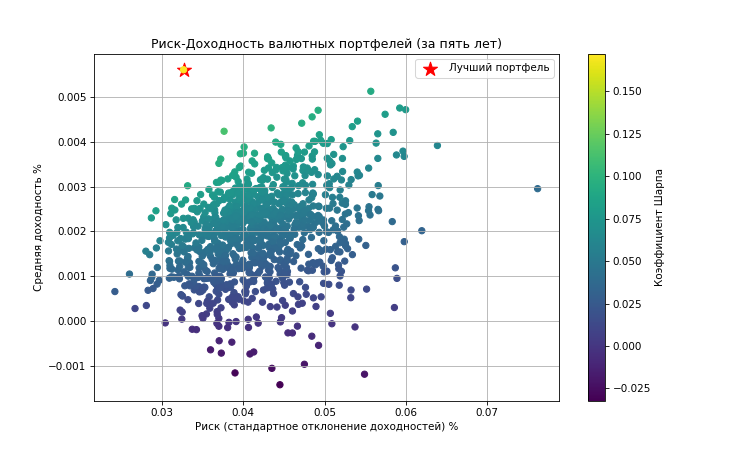 Риск-Доходность валютных портфелей (за пять лет)
Лучший портфель
Средняя доходность %
0.005
0.004
0.003
0.002
0.001
0.000
−0.001
0.03 0.04 0.05 0.06 0.07
Риск (стандартное отклонение доходностей) %
0.150
0.125
0.100
0.075
0.050
0.025
0.000
−0.025
Коэффициент Шарпа